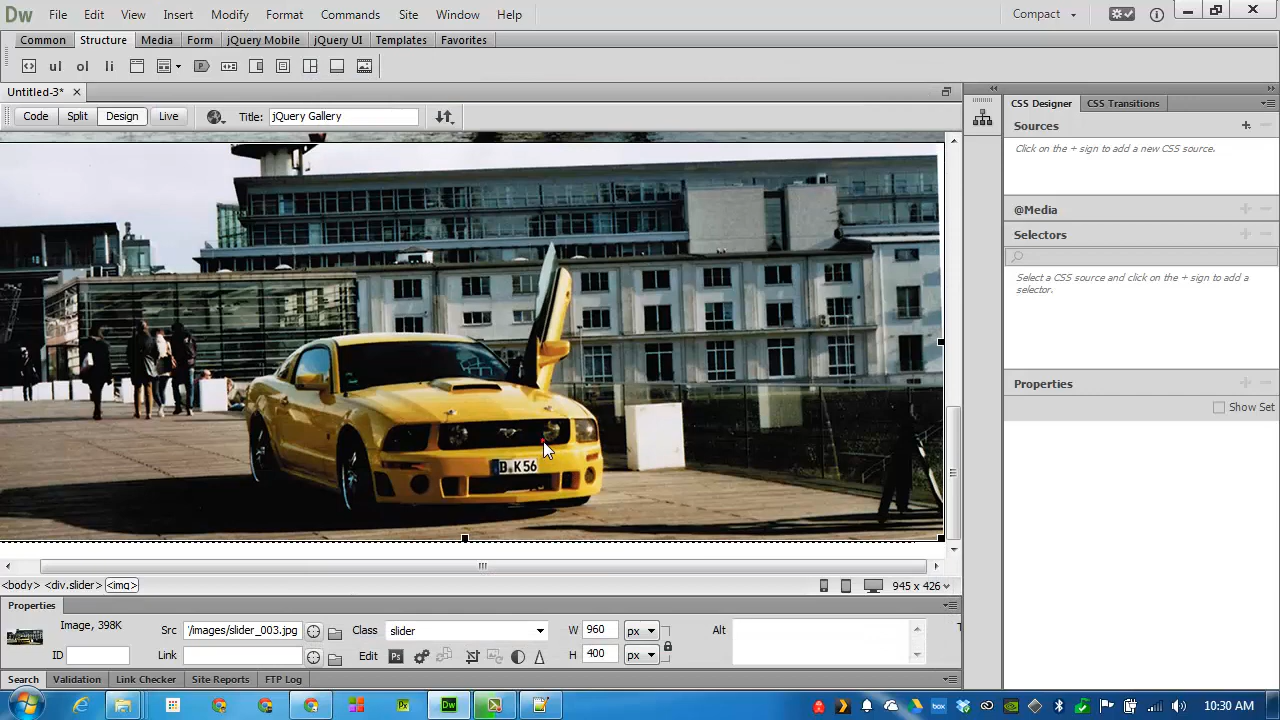 Dw File Edit View Insert Modify Format Commands Site Window Help Compact
Common Structure Media Form jQuery Mobile jQuery UI Templates Favorites
ul ol li
Untitled-3*
Code Split Design Live Title: jQuery Gallery
CSS Designer CSS Transitions
Sources
Click on the + sign to add a new CSS source.
@Media
Selectors
Select a CSS source and click on the + sign to add a
selector.
Properties
Show Set
B K 56
<body> <div.slider> <img> 945 x 426
Properties
Image, 398K Src '/images/slider_003.jpg Class slider W 960 px Alt
ID Link Edit Ps H 400 px
Search Validation Link Checker Site Reports FTP Log
Dw box 10:30 AM